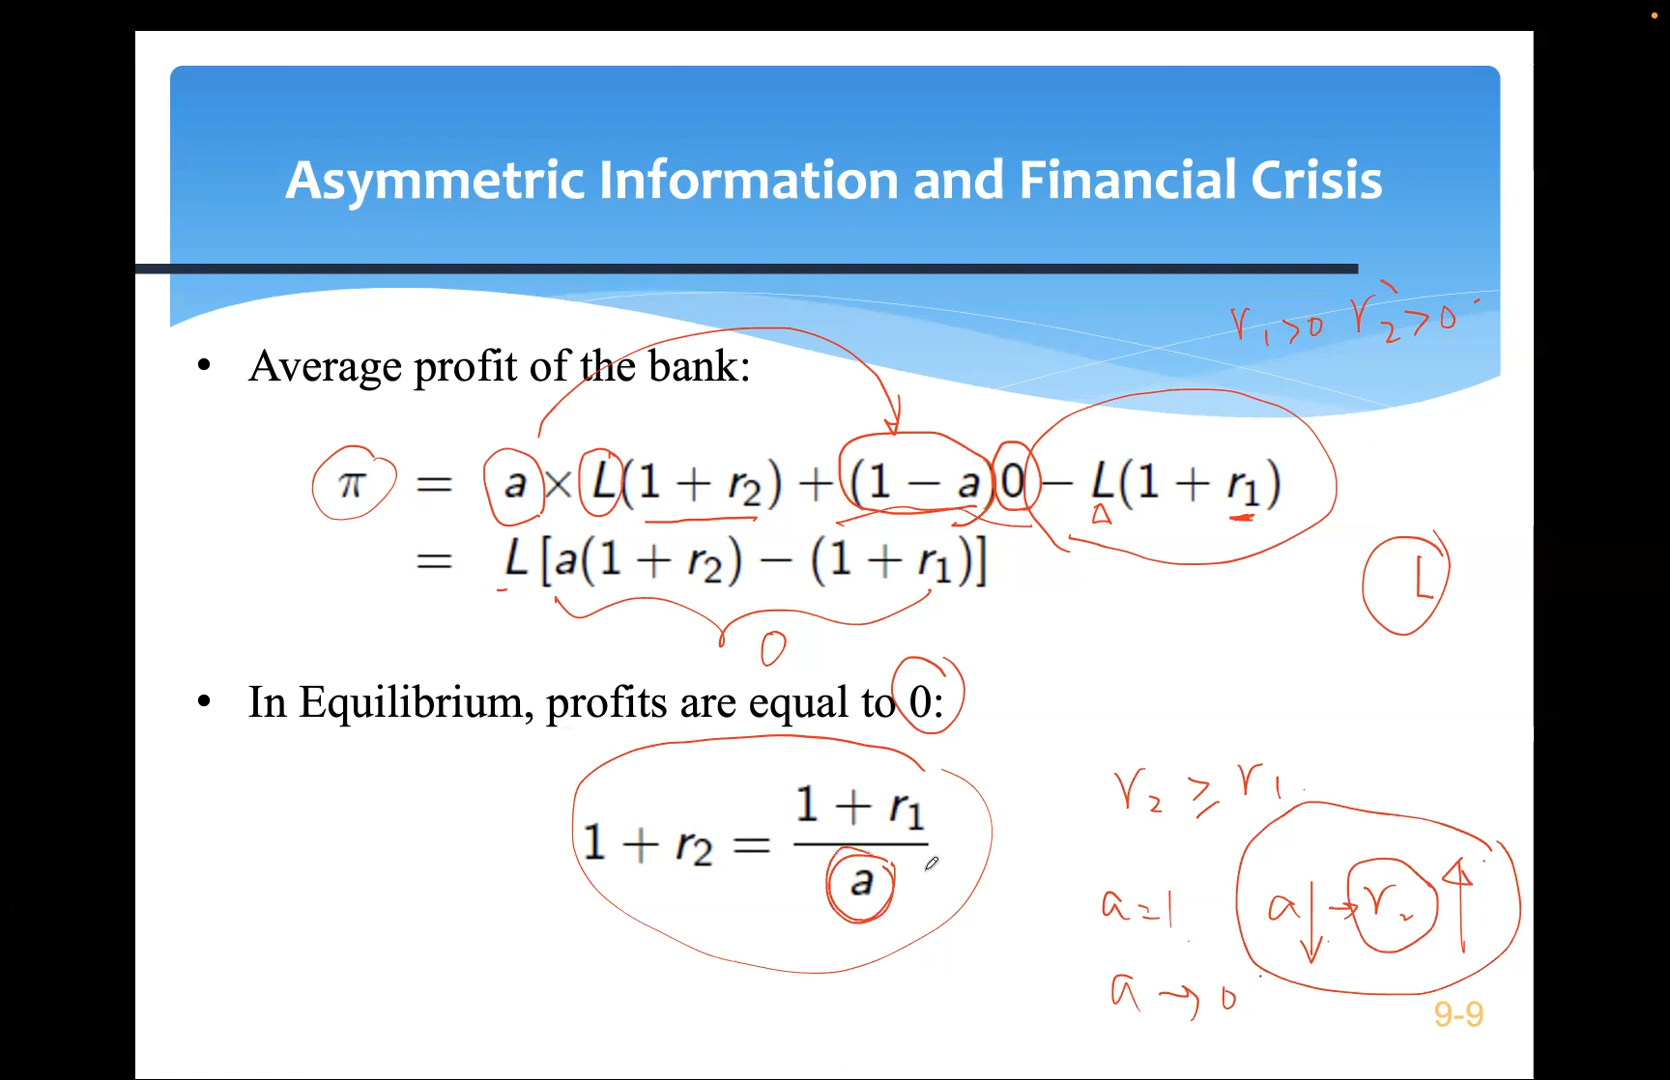 Asymmetric Information and Financial Crisis
r₁>0 r₂>0
• Average profit of the bank:
π = a × L(1 + r₂) + (1 − a)0 − L(1 + r₁)
= L[a(1 + r₂) − (1 + r₁)]
L
0
• In Equilibrium, profits are equal to 0:
1 + r₂ = (1 + r₁)/a
r₂ ≥ r₁
a=1
a↓ → r₂ ↑
a → 0
9-9